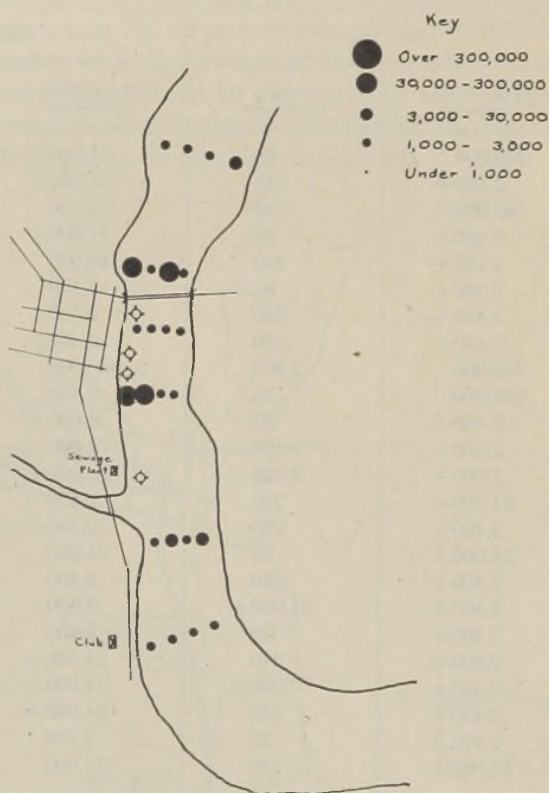 Key
Over 300,000
30,000 - 300,000
3,000 - 30,000
1,000 - 3,000
Under 1,000
Sewage
Plant
Club